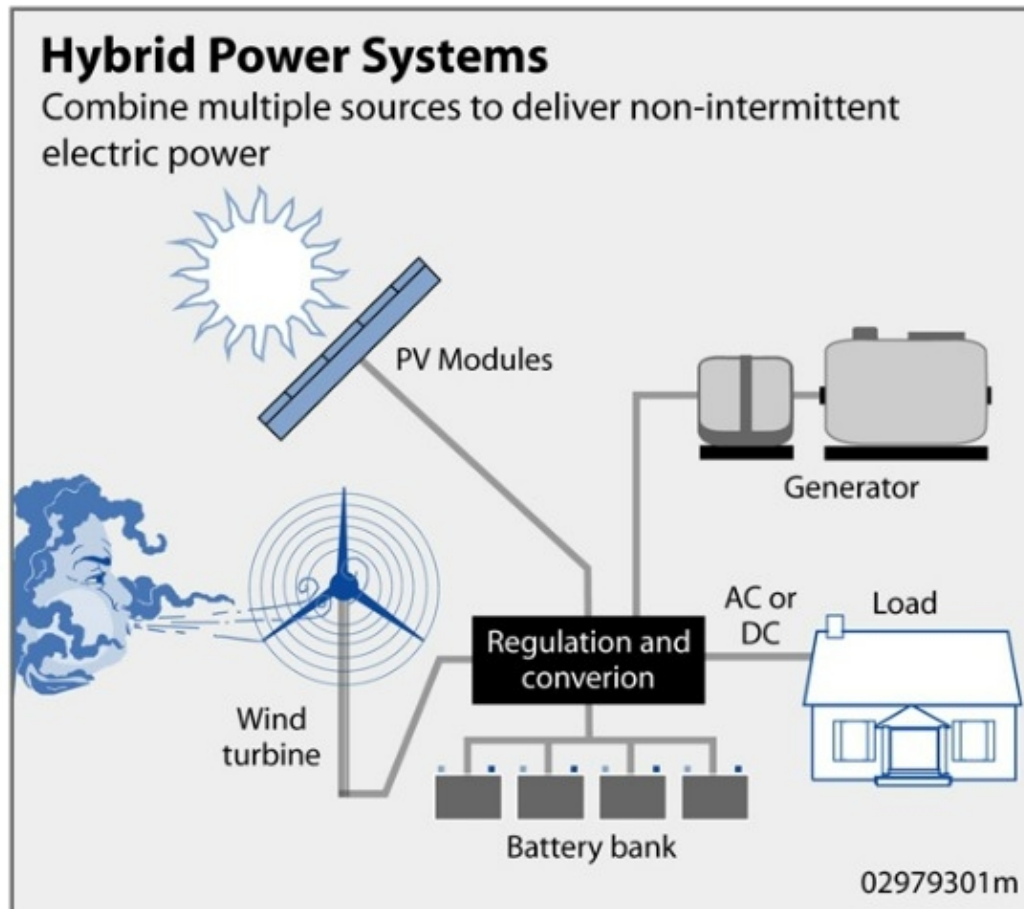 Hybrid Power Systems
Combine multiple sources to deliver non-intermittent
electric power
PV Modules
Generator
AC or
DC
Load
Regulation and
converion
Wind
turbine
Battery bank
02979301m